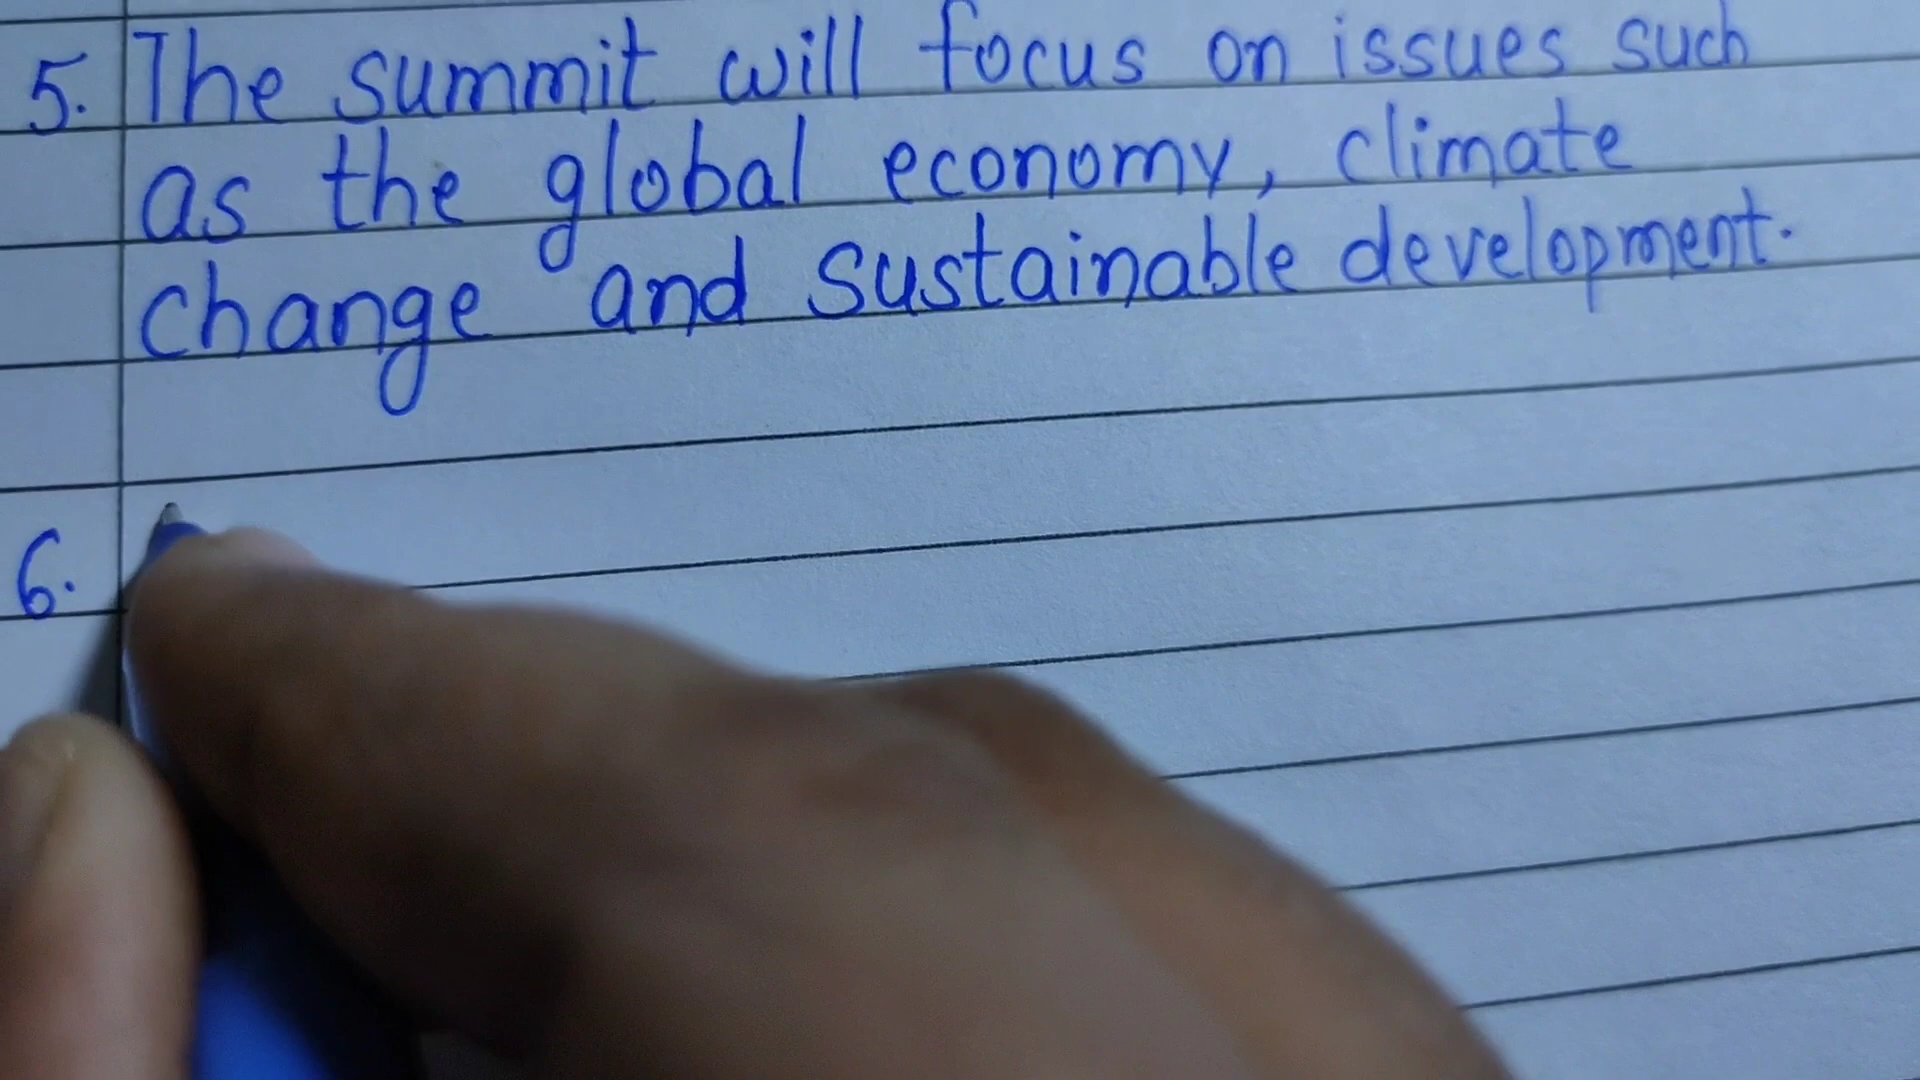 5. The summit will focus on issues such
as the global economy, climate
change and sustainable development.
6.